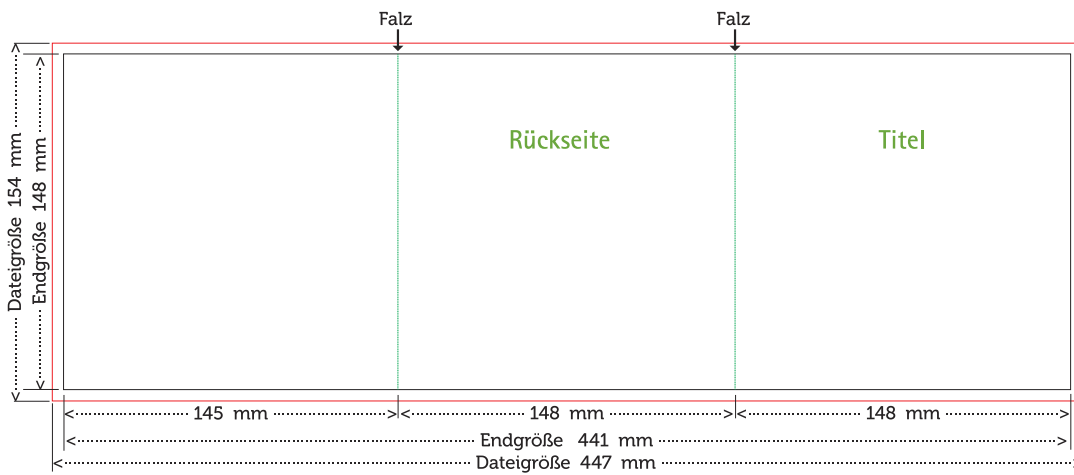 Falz Falz
Rückseite Titel
Dateigröße 154 mm
Endgröße 148 mm
145 mm 148 mm 148 mm
Endgröße 441 mm
Dateigröße 447 mm